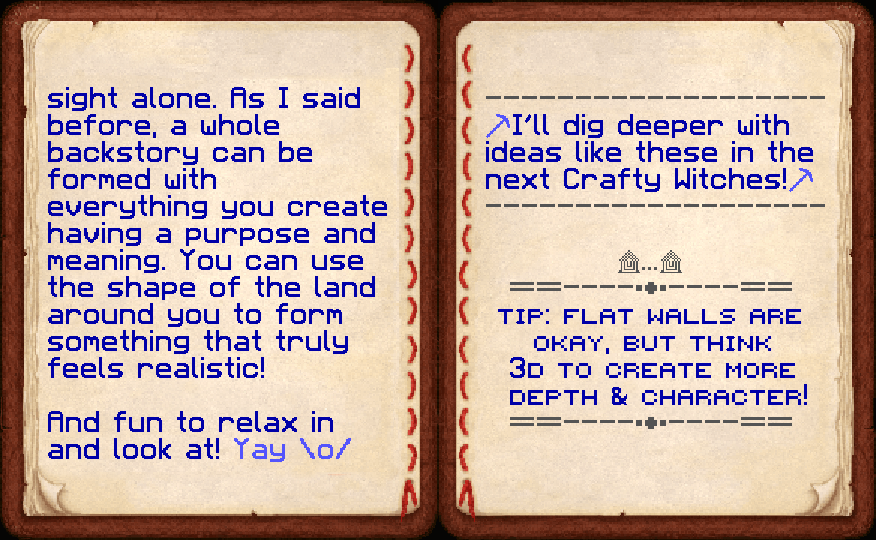 sight alone. As I said
before, a whole
backstory can be
formed with
everything you create
having a purpose and
meaning. You can use
the shape of the land
around you to form
something that truly
feels realistic!
And fun to relax in
and look at! Yay \o/
--------------------
⛏I'll dig deeper with
ideas like these in the
next Crafty Witches!⛏
--------------------
🏠...🏠
==----·◆·----==
TIP: FLAT WALLS ARE
OKAY, BUT THINK
3D TO CREATE MORE
DEPTH & CHARACTER!
==----·◆·----==